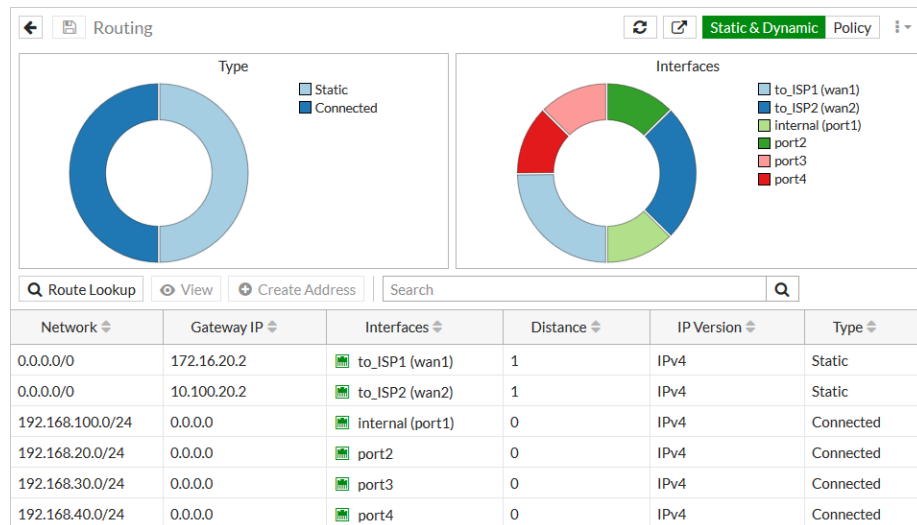 Routing
Static & Dynamic Policy
Type
Static
Connected
Interfaces
to_ISP1 (wan1)
to_ISP2 (wan2)
internal (port1)
port2
port3
port4
Route Lookup View Create Address Search
Network Gateway IP Interfaces Distance IP Version Type
0.0.0.0/0 172.16.20.2 to_ISP1 (wan1) 1 IPv4 Static
0.0.0.0/0 10.100.20.2 to_ISP2 (wan2) 1 IPv4 Static
192.168.100.0/24 0.0.0.0 internal (port1) 0 IPv4 Connected
192.168.20.0/24 0.0.0.0 port2 0 IPv4 Connected
192.168.30.0/24 0.0.0.0 port3 0 IPv4 Connected
192.168.40.0/24 0.0.0.0 port4 0 IPv4 Connected